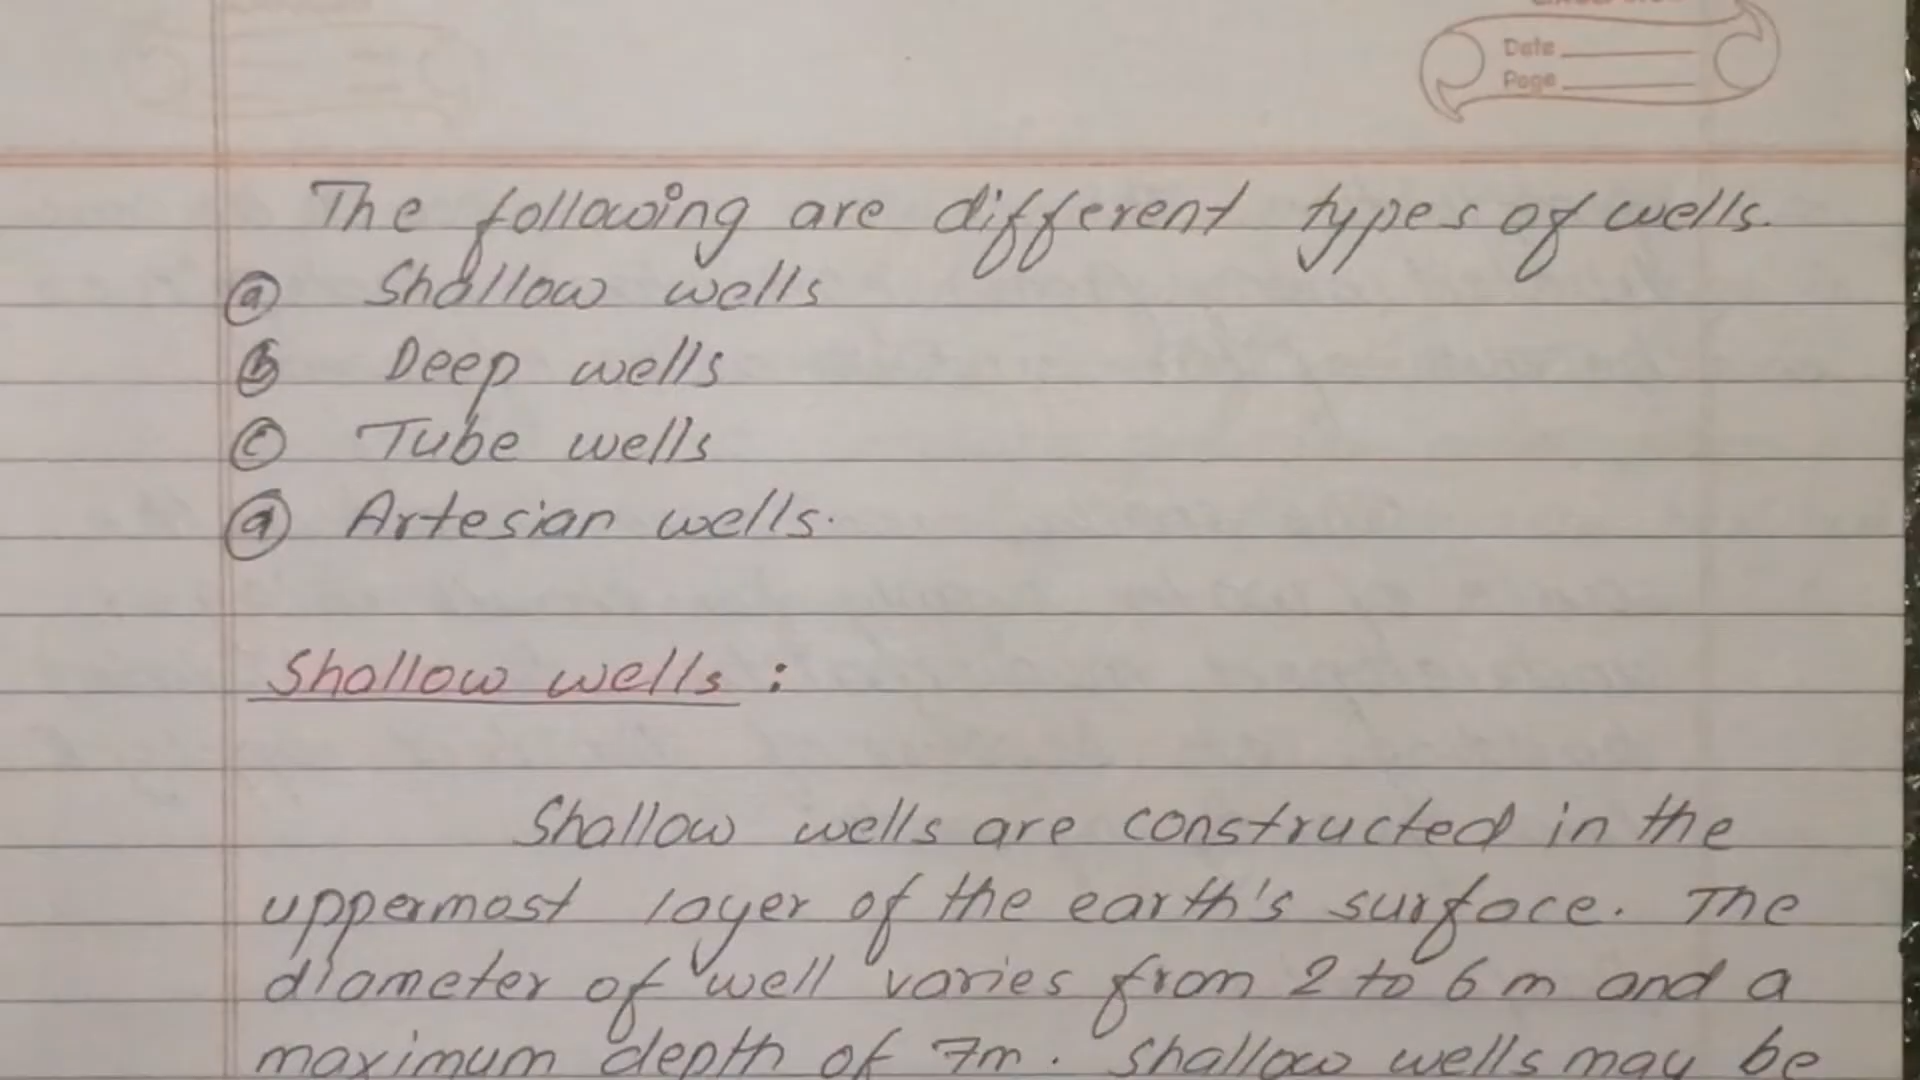 Date
Page
The following are different types of wells.
ⓐ Shallow wells
ⓑ Deep wells
ⓒ Tube wells
ⓓ Artesian wells.
Shallow wells :
Shallow wells are constructed in the
uppermost layer of the earth's surface. The
diameter of well varies from 2 to 6 m and a
maximum depth of 7m. Shallow wells may be